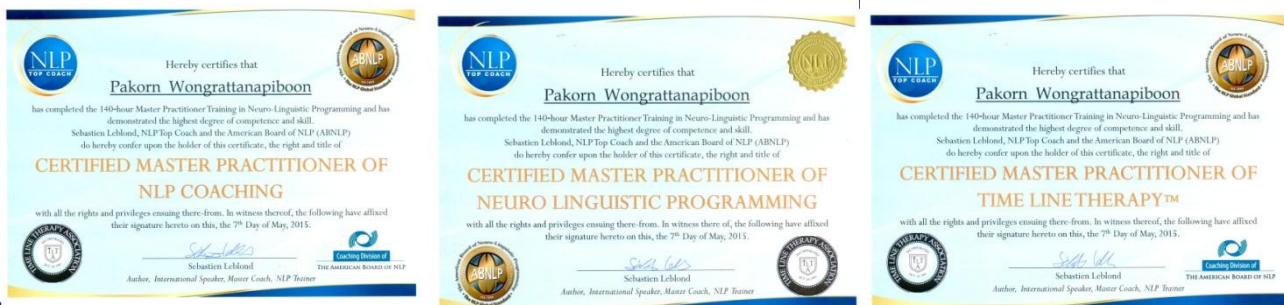 NLP
TOP COACH
ABNLP
Hereby certifies that
Pakorn Wongrattanapiboon
has completed the 140-hour Master Practitioner Training in Neuro-Linguistic Programming and has
demonstrated the highest degree of competence and skill.
Sebastien Leblond, NLP Top Coach and the American Board of NLP (ABNLP)
do hereby confer upon the holder of this certificate, the right and title of
CERTIFIED MASTER PRACTITIONER OF
NLP COACHING
with all the rights and privileges ensuing there-from. In witness thereof, the following have affixed
their signature hereto on this, the 7th Day of May, 2015.
TIME LINE THERAPY ASSOCIATION
Sebastien Leblond
Author, International Speaker, Master Coach, NLP Trainer
Coaching Division of
THE AMERICAN BOARD OF NLP
NLP
TOP COACH
Hereby certifies that
Pakorn Wongrattanapiboon
has completed the 140-hour Master Practitioner Training in Neuro-Linguistic Programming and has
demonstrated the highest degree of competence and skill.
Sebastien Leblond, NLP Top Coach and the American Board of NLP (ABNLP)
do hereby confer upon the holder of this certificate, the right and title of
CERTIFIED MASTER PRACTITIONER OF
NEURO LINGUISTIC PROGRAMMING
with all the rights and privileges ensuing there-from. In witness there of, the following have affixed
their signature hereto on this, the 7th Day of May, 2015.
ABNLP
Sebastien Leblond
Author, International Speaker, Master Coach, NLP Trainer
TIME LINE THERAPY ASSOCIATION
NLP
TOP COACH
ABNLP
Hereby certifies that
Pakorn Wongrattanapiboon
has completed the 140-hour Master Practitioner Training in Neuro-Linguistic Programming and has
demonstrated the highest degree of competence and skill.
Sebastien Leblond, NLP Top Coach and the American Board of NLP (ABNLP)
do hereby confer upon the holder of this certificate, the right and title of
CERTIFIED MASTER PRACTITIONER OF
TIME LINE THERAPY™
with all the rights and privileges ensuing there-from. In witness thereof, the following have affixed
their signature hereto on this, the 7th Day of May, 2015.
TIME LINE THERAPY ASSOCIATION
Sebastien Leblond
Author, International Speaker, Master Coach, NLP Trainer
Coaching Division of
THE AMERICAN BOARD OF NLP